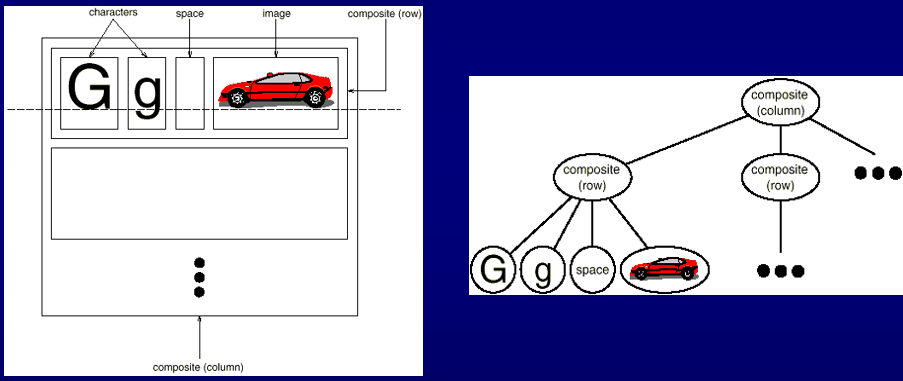 characters
space
image
composite (row)
G g
composite (column)
composite
(column)
composite
(row)
composite
(row)
G
g
space